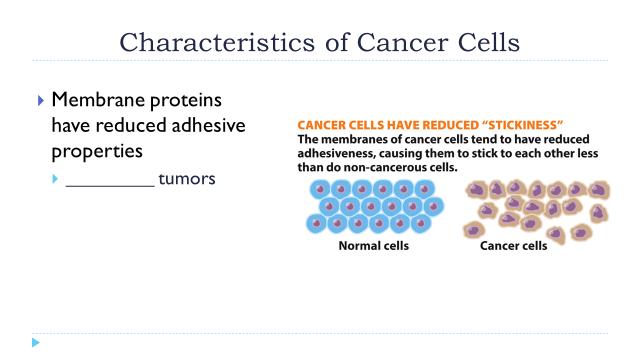 Characteristics of Cancer Cells
Membrane proteins
have reduced adhesive
properties
__________ tumors
CANCER CELLS HAVE REDUCED “STICKINESS”
The membranes of cancer cells tend to have reduced
adhesiveness, causing them to stick to each other less
than do non-cancerous cells.
Normal cells
Cancer cells